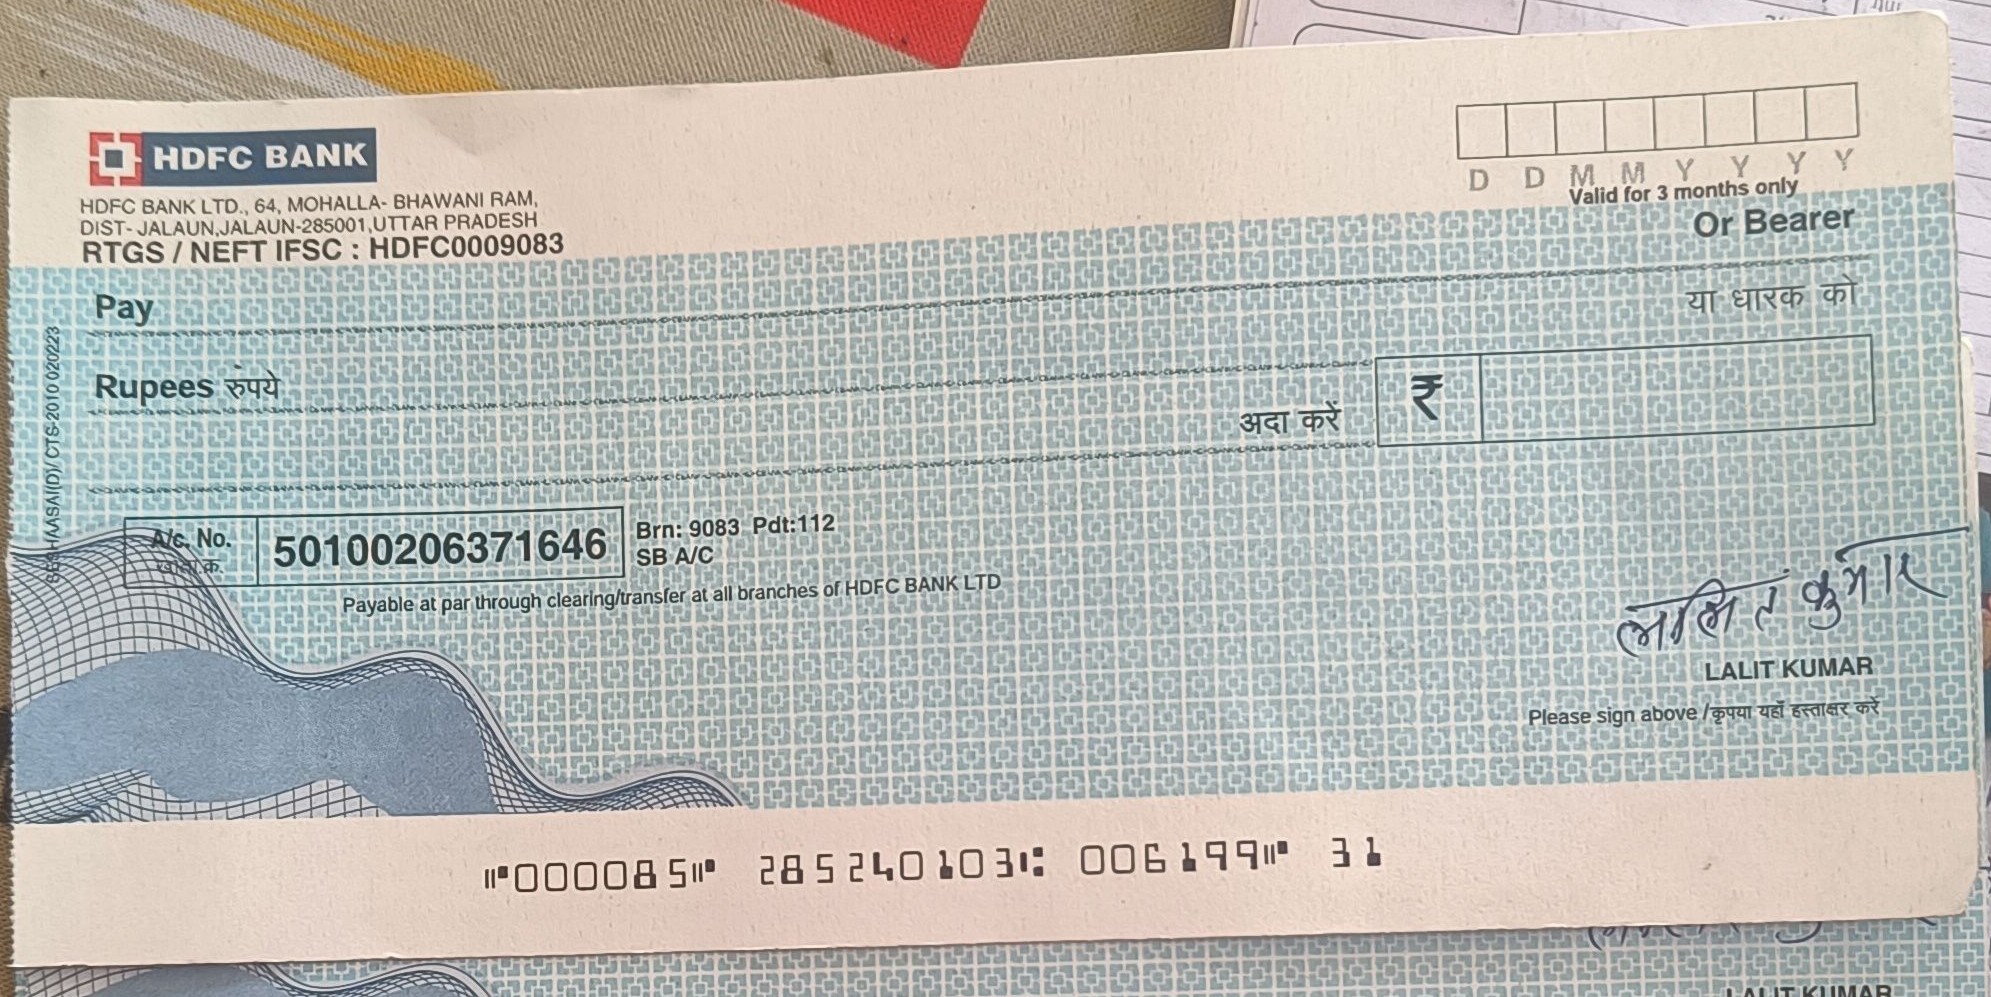 HDFC BANK
HDFC BANK LTD., 64, MOHALLA- BHAWANI RAM,
DIST- JALAUN,JALAUN-285001,UTTAR PRADESH
RTGS / NEFT IFSC : HDFC0009083
D D M M Y Y Y Y
Valid for 3 months only
Pay
Or Bearer
या धारक को
Rupees रुपये
अदा करें
₹
A/c. No.
खाता क्र.
50100206371646
Brn: 9083 Pdt:112
SB A/C
Payable at par through clearing/transfer at all branches of HDFC BANK LTD
CTS-2010 020223
ललित कुमार
LALIT KUMAR
Please sign above /कृपया यहाँ हस्ताक्षर करें
⑈000085⑈ 285240103⑆ 006199⑈ 31
LALIT KUMAR